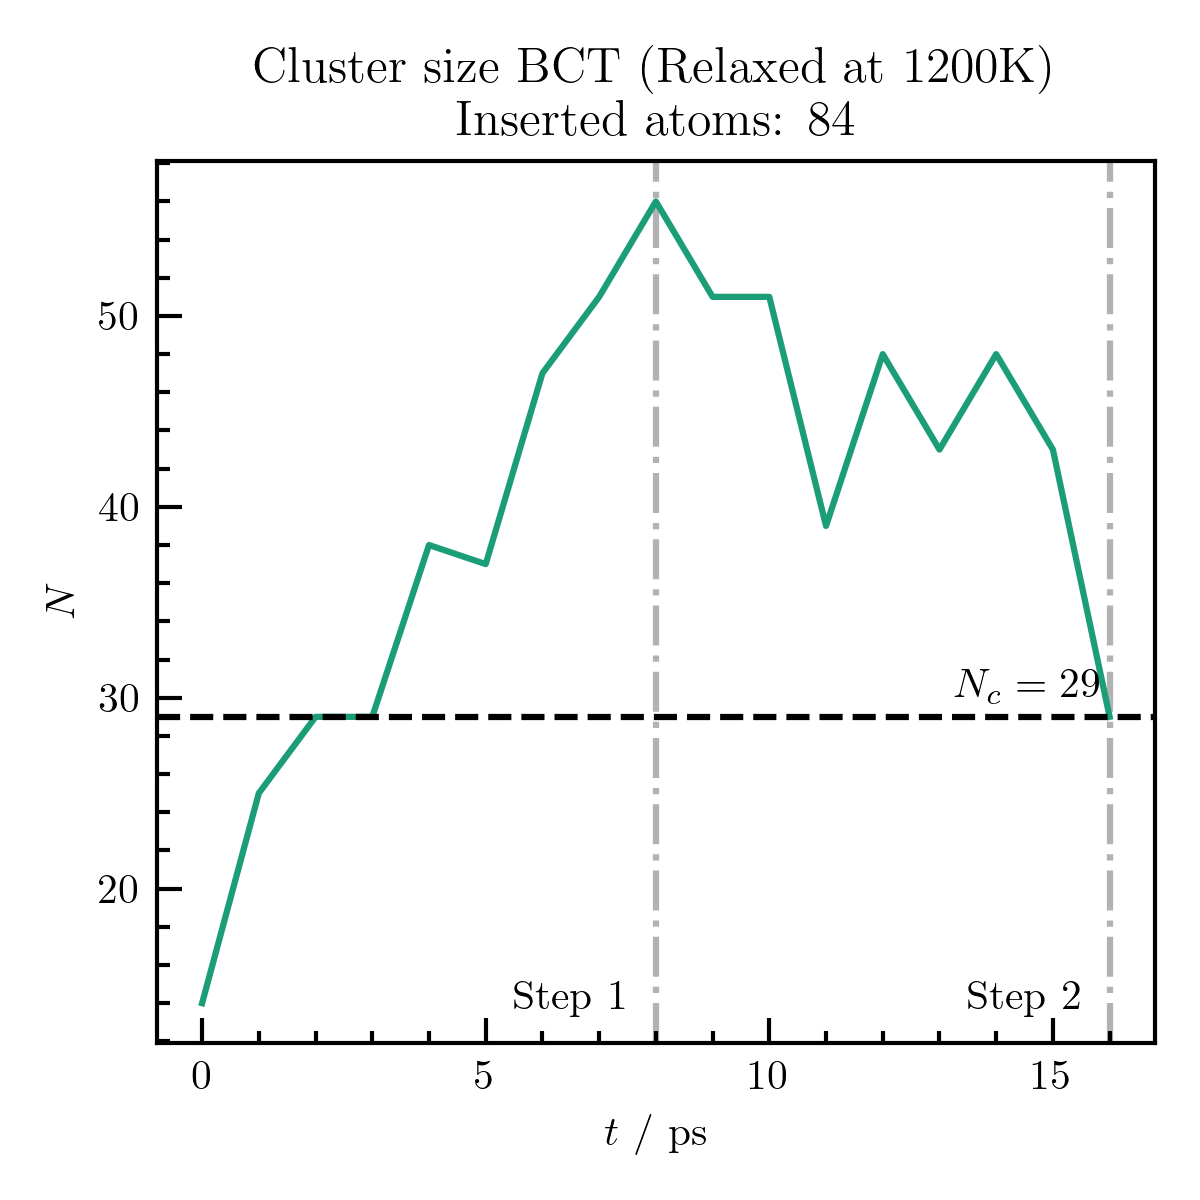 Cluster size BCT (Relaxed at 1200K)
Inserted atoms: 84
50
40
30
20
N
N_c = 29
Step 1
Step 2
0 5 10 15
t / ps